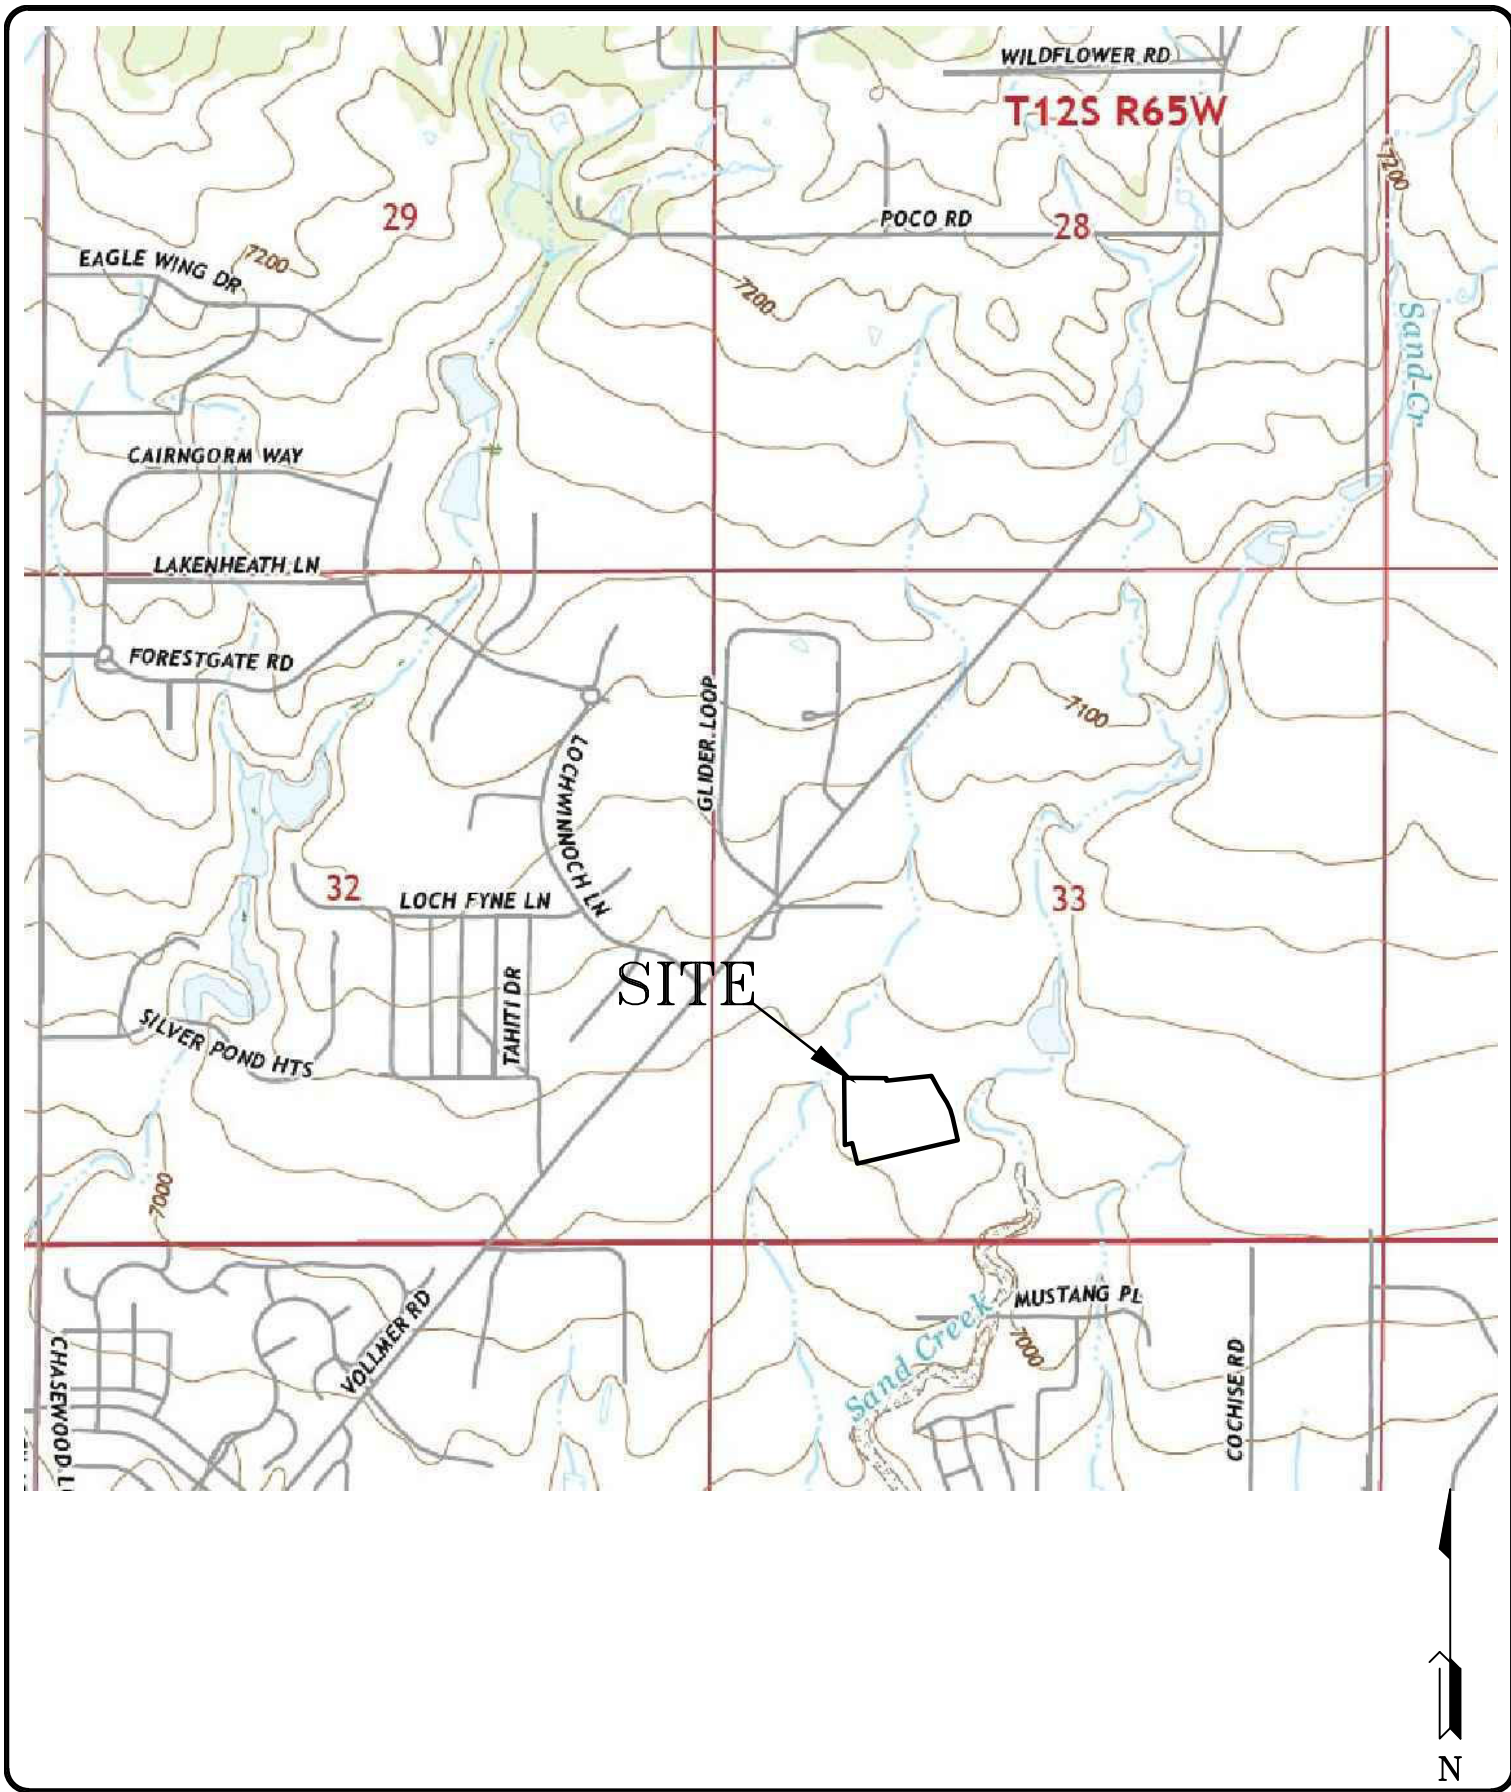 WILDFLOWER RD
T12S R65W
7200
29
POCO RD
28
EAGLE WING DR
7200
7200
Sand Cr
CAIRNGORM WAY
LAKENHEATH LN
FORESTGATE RD
GLIDER LOOP
7100
LOCHWINNOCH LN
32
LOCH FYNE LN
33
SITE
TAHITI DR
SILVER POND HTS
7000
MUSTANG PL
Sand Creek
7000
VOLLMER RD
CHASEWOOD
COCHISE RD
N